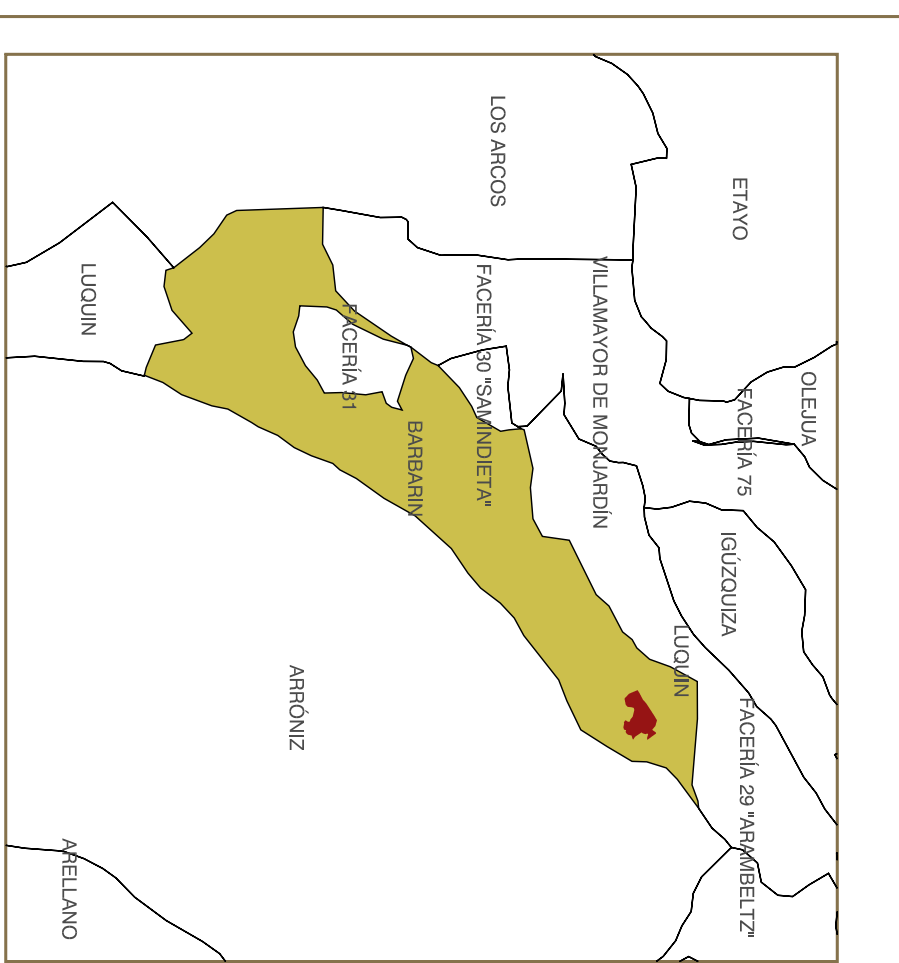 ETAYO
OLEJUA
LOS ARCOS
VILLAMAYOR DE MONJARDÍN
FACERÍA 75
FACERÍA 30 "SAMINDIETA"
LUQUIN
FACERÍA 31
BARBARIN
IGÚZQUIZA
LUQUIN
FACERÍA 29 "ARAMBELTZ"
ARRÓNIZ
ARELLANO